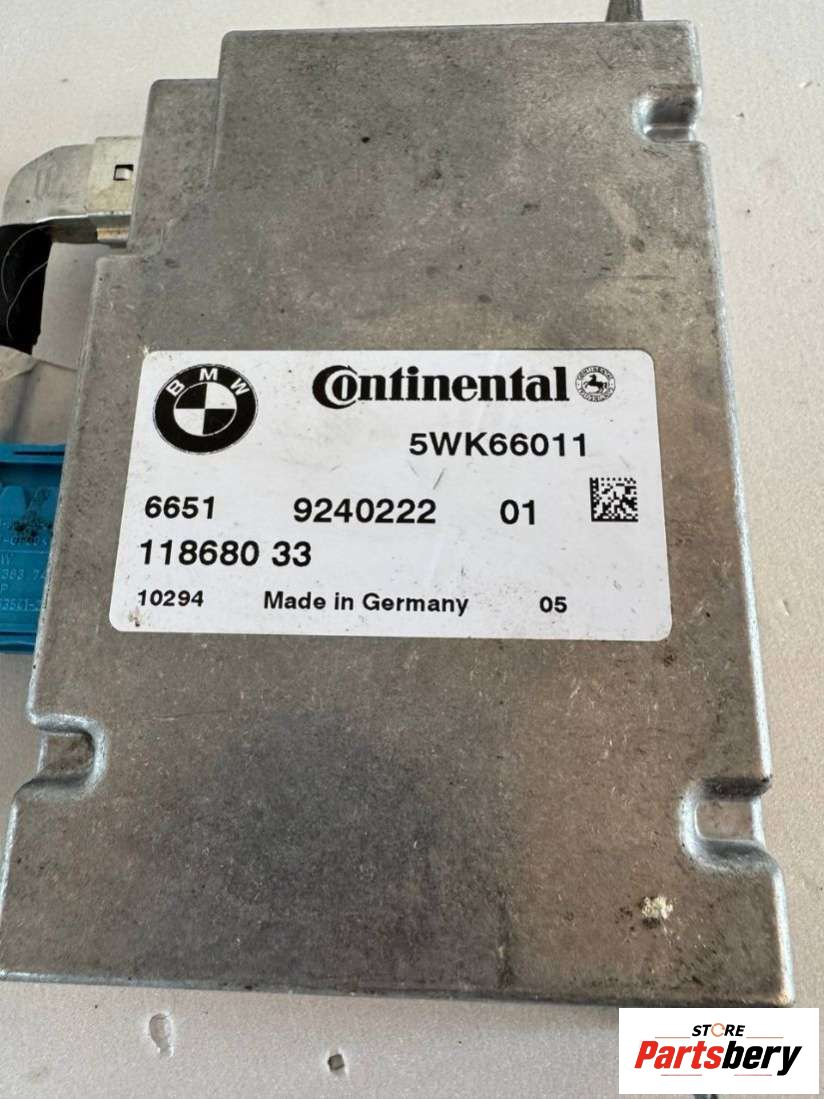 BMW
Continental
5WK66011
6651 9240222 01
118680 33
10294 Made in Germany 05
STORE
Partsbery